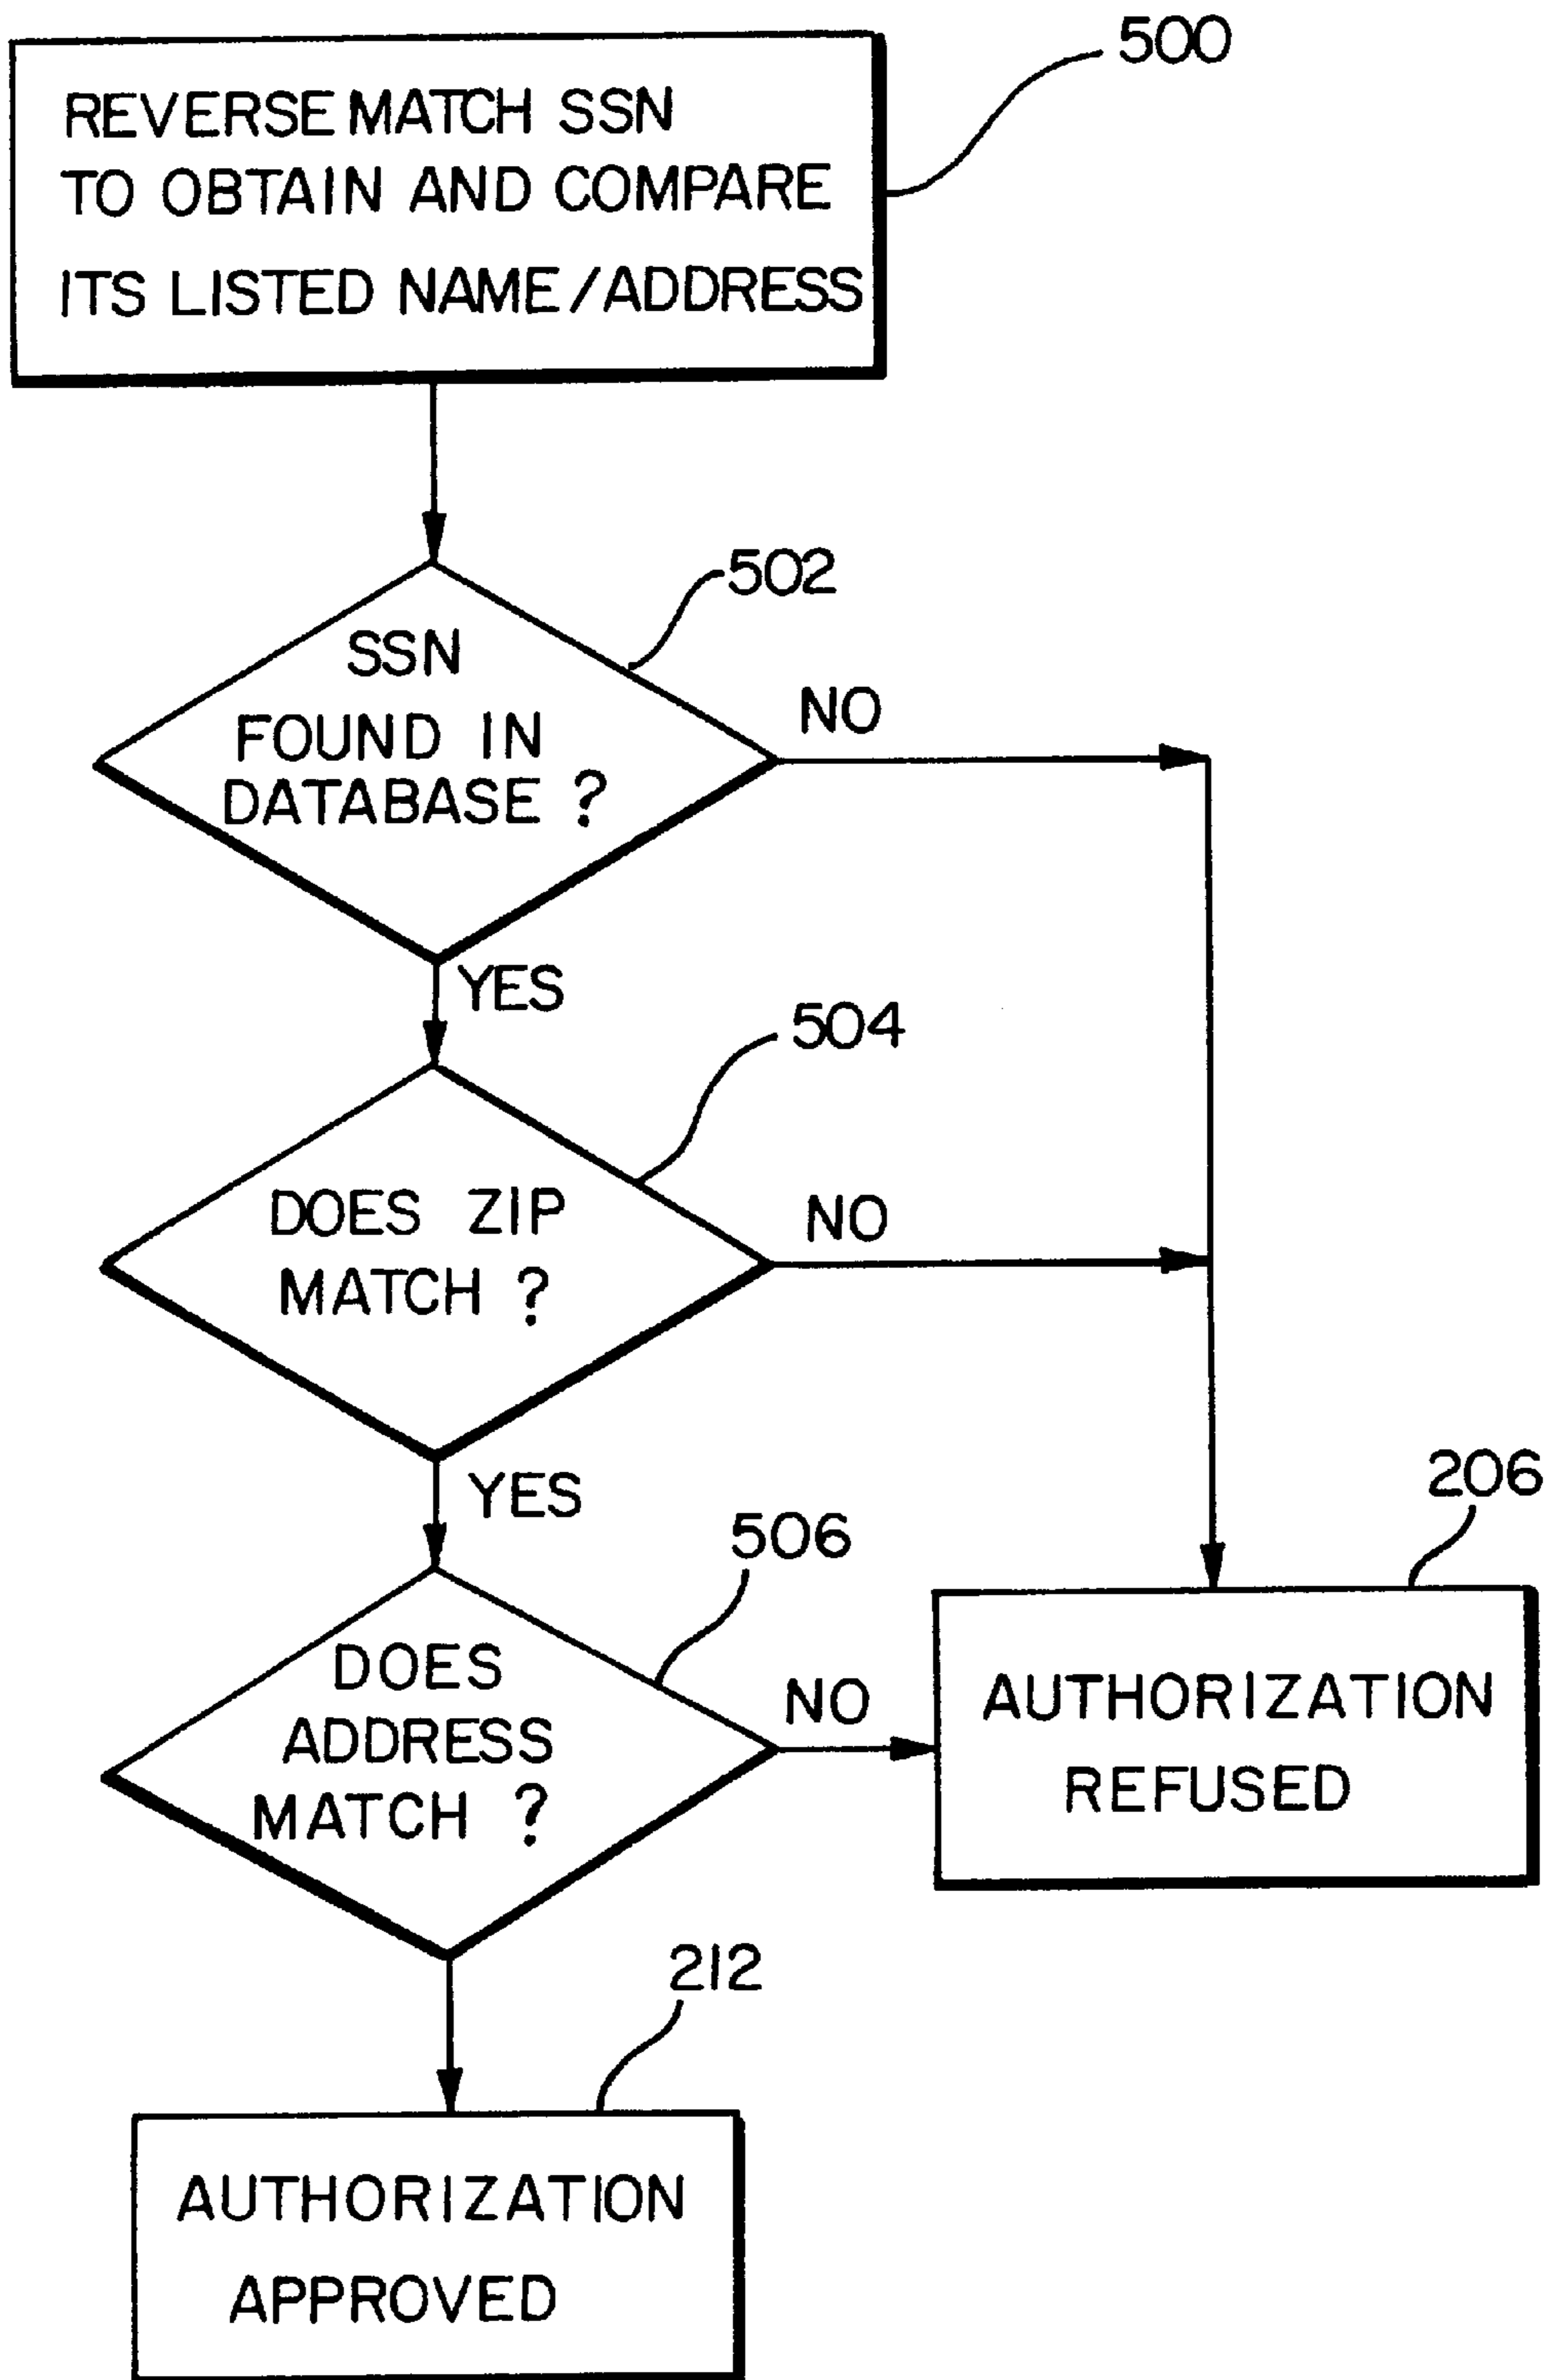 500
REVERSE MATCH SSN
TO OBTAIN AND COMPARE
ITS LISTED NAME/ADDRESS
502
SSN
FOUND IN
DATABASE ?
NO
YES
504
DOES ZIP
MATCH ?
NO
YES
506
DOES
ADDRESS
MATCH ?
NO
206
AUTHORIZATION
REFUSED
212
AUTHORIZATION
APPROVED